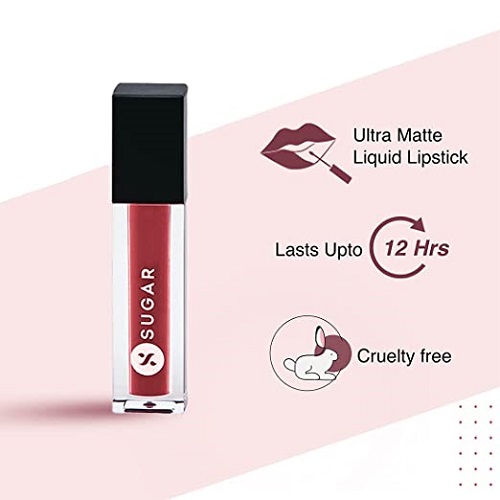 Ultra Matte
Liquid Lipstick
Lasts Upto 12 Hrs
Cruelty free
SUGAR